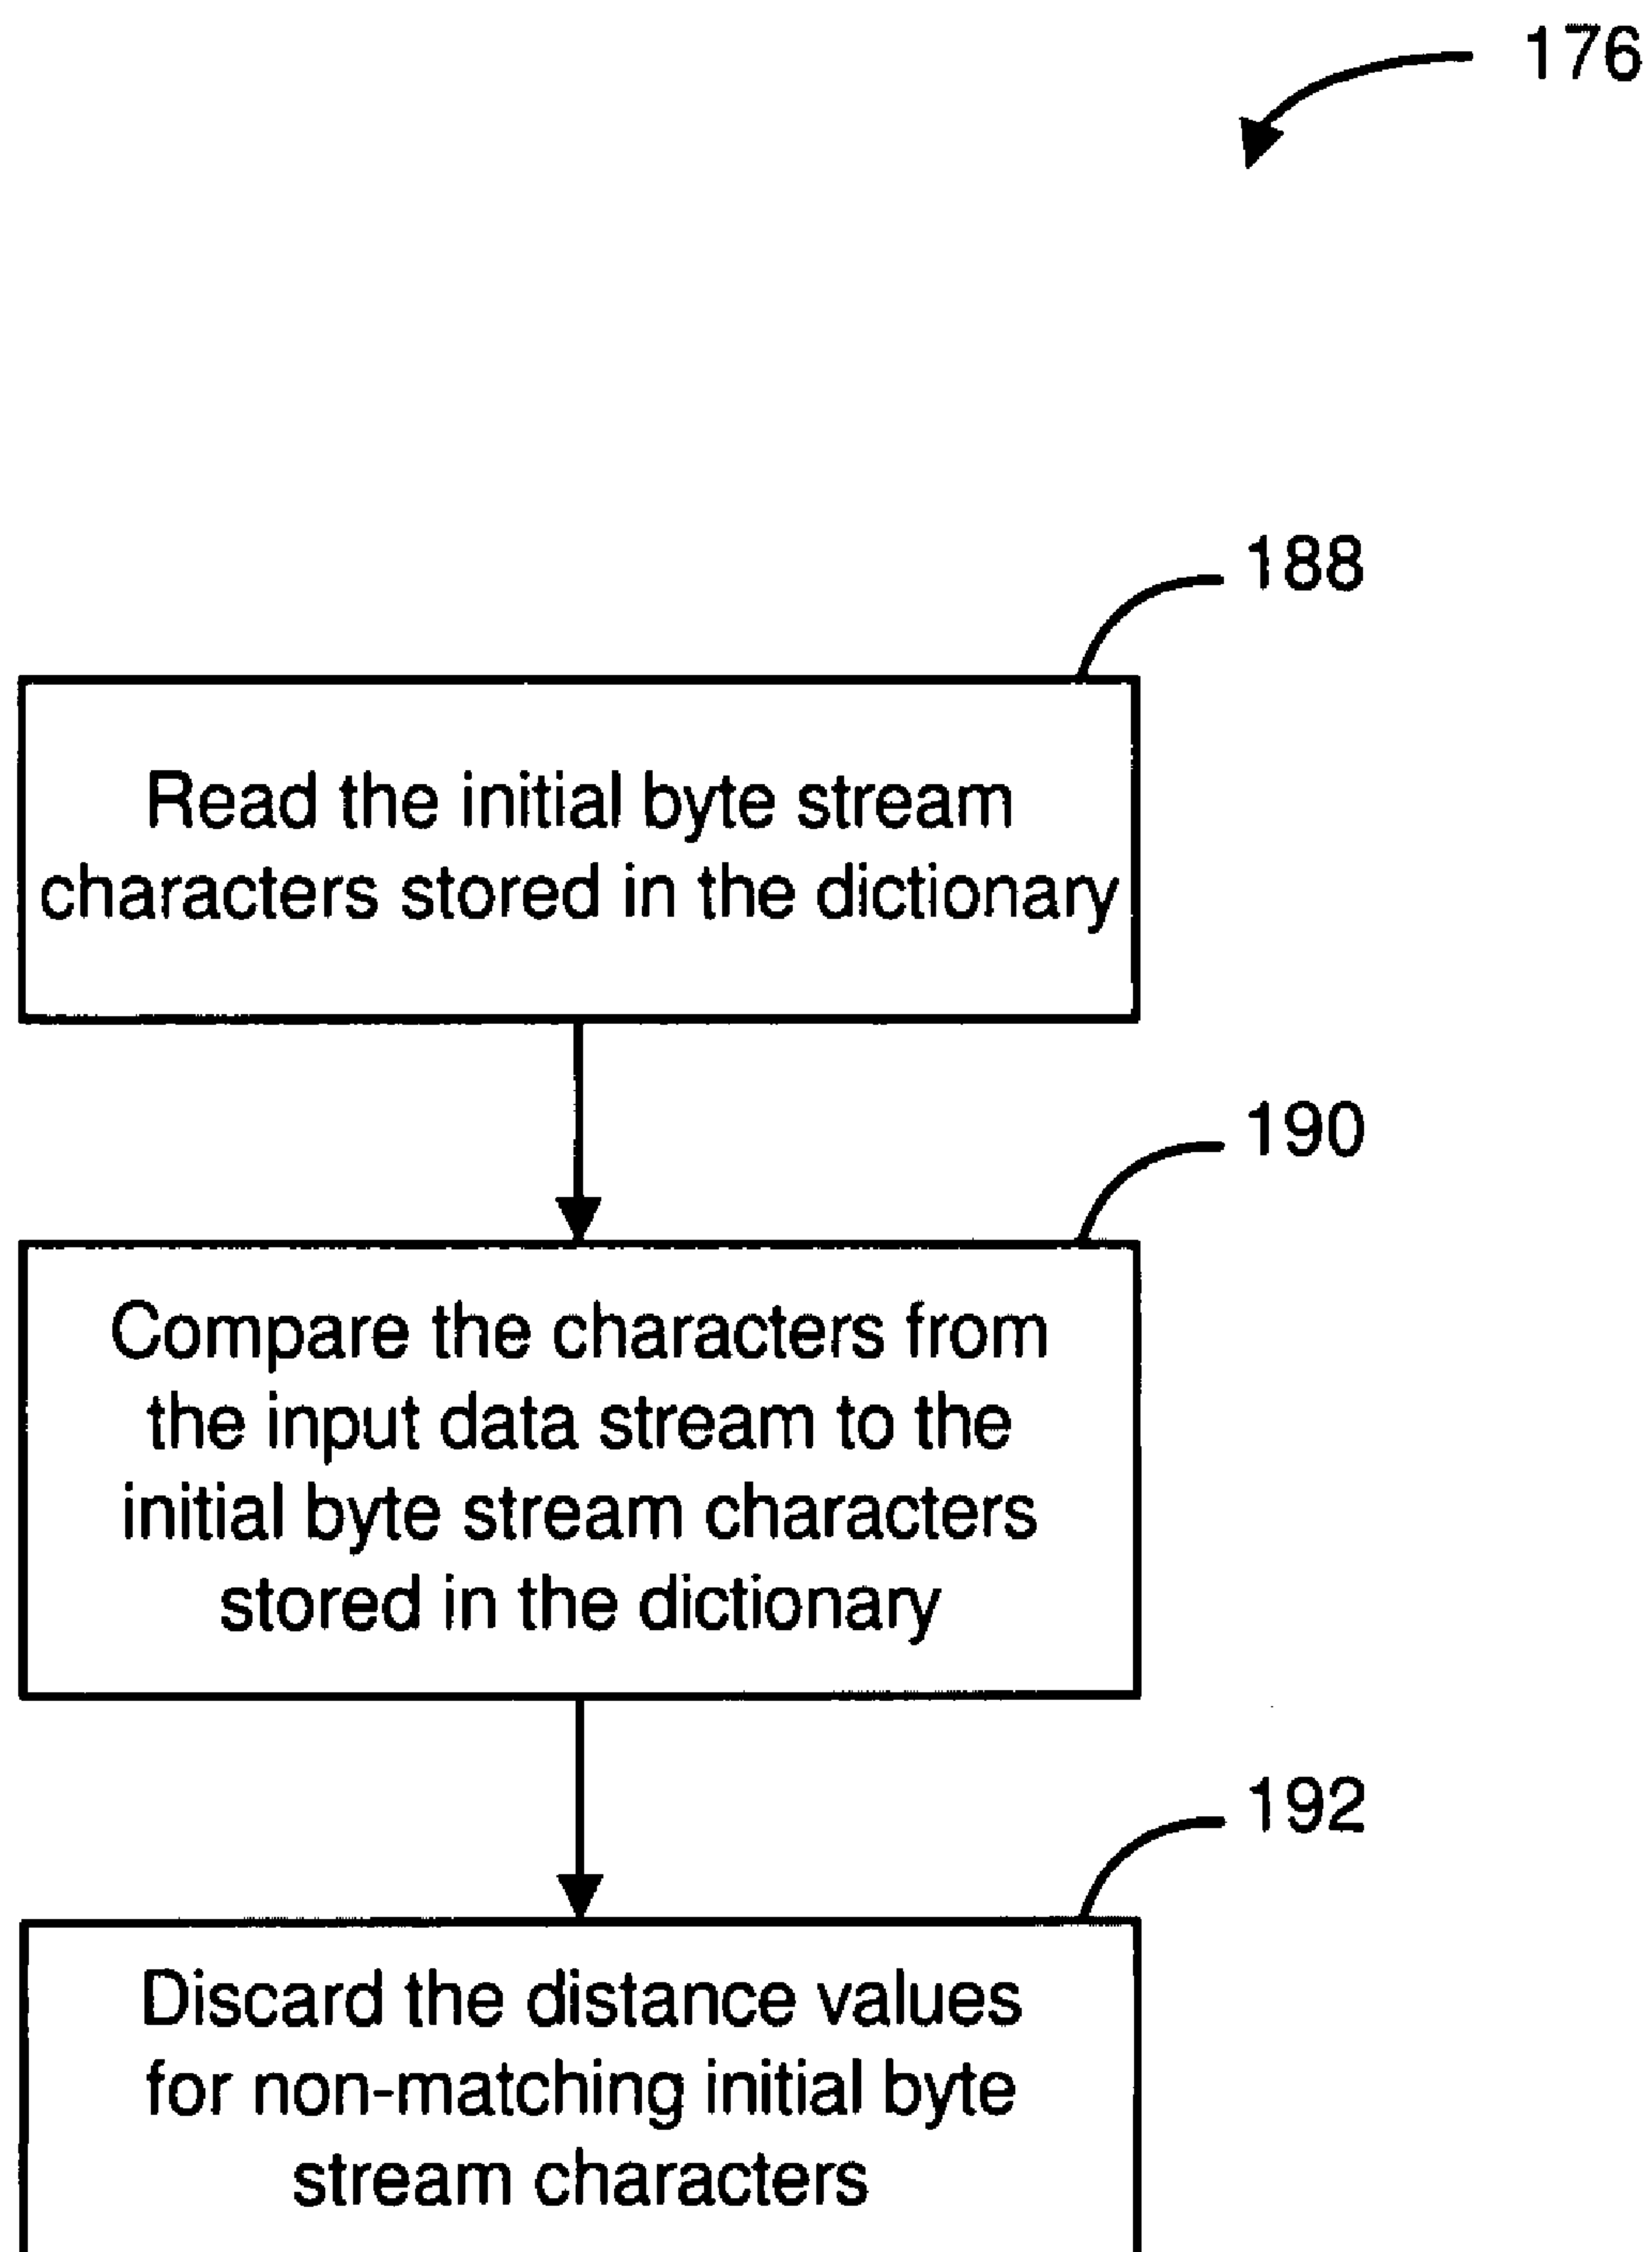 176
188
Read the initial byte stream
characters stored in the dictionary
190
Compare the characters from
the input data stream to the
initial byte stream characters
stored in the dictionary
192
Discard the distance values
for non-matching initial byte
stream characters